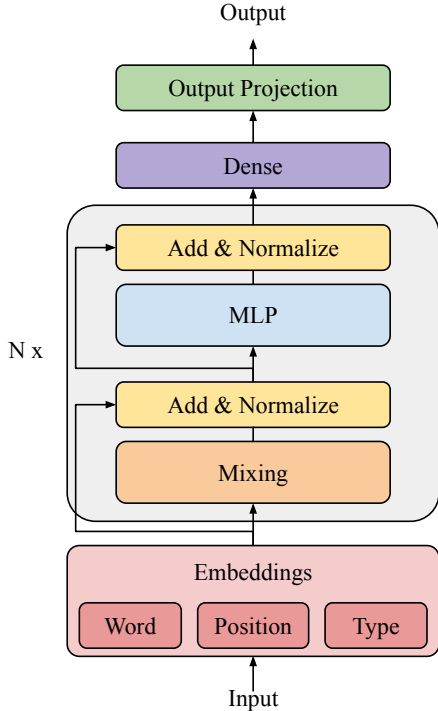 Output
Output Projection
Dense
Add & Normalize
MLP
N x
Add & Normalize
Mixing
Embeddings
Word Position Type
Input